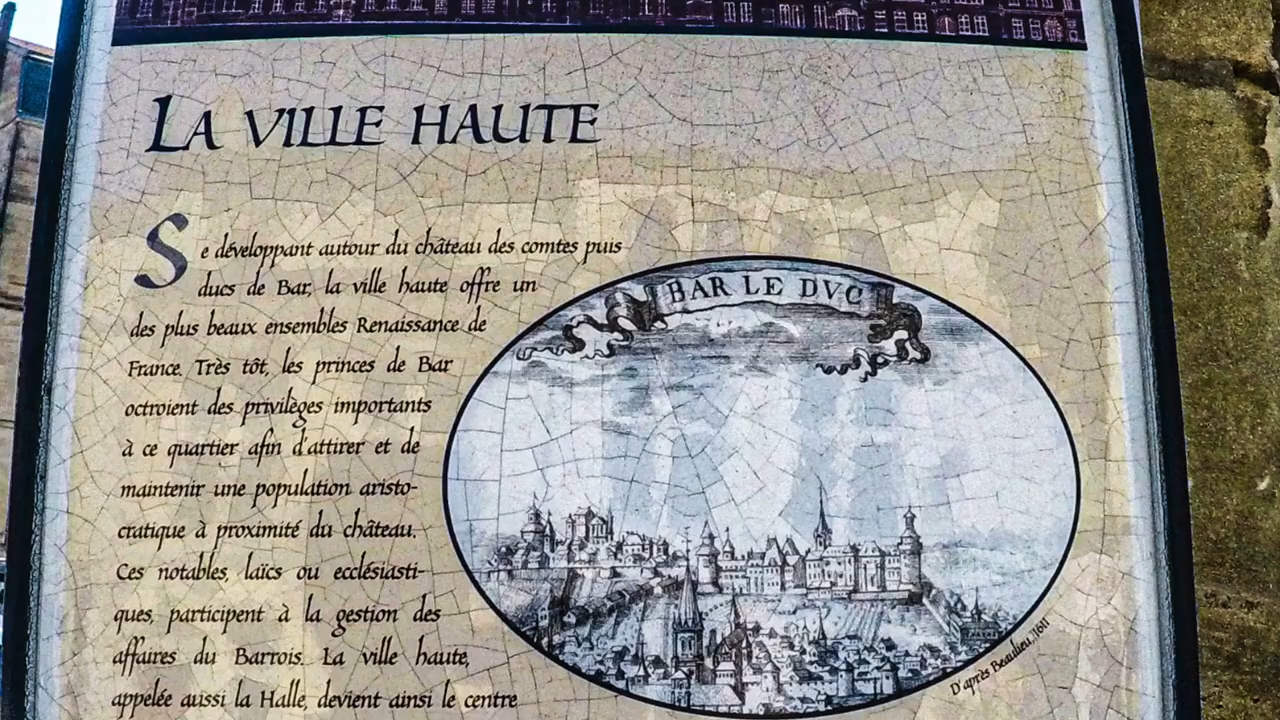 LA VILLE HAUTE
Se développant autour du château des comtes puis
ducs de Bar, la ville haute offre un
des plus beaux ensembles Renaissance de
France. Très tôt, les princes de Bar
octroient des privilèges importants
à ce quartier afin d'attirer et de
maintenir une population aristo-
cratique à proximité du château.
Ces notables, laïcs ou ecclésiasti-
ques, participent à la gestion des
affaires du Barrois. La ville haute,
appelée aussi la Halle, devient ainsi le centre
BAR LE DVC
D'après Beaulieu, 1611